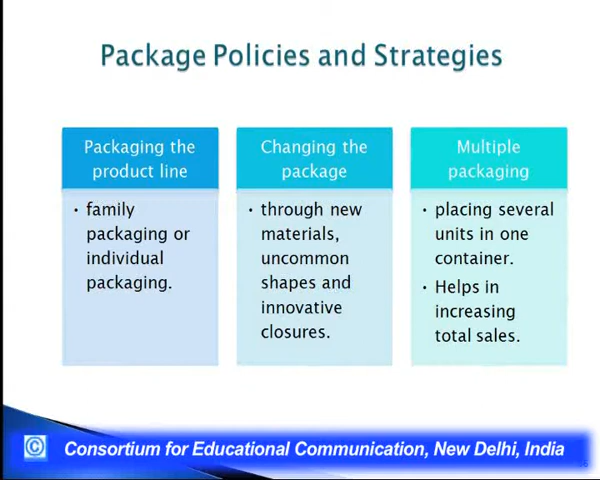 Package Policies and Strategies
Packaging the
product line
• family
packaging or
individual
packaging.
Changing the
package
• through new
materials,
uncommon
shapes and
innovative
closures.
Multiple
packaging
• placing several
units in one
container.
• Helps in
increasing
total sales.
© Consortium for Educational Communication, New Delhi, India